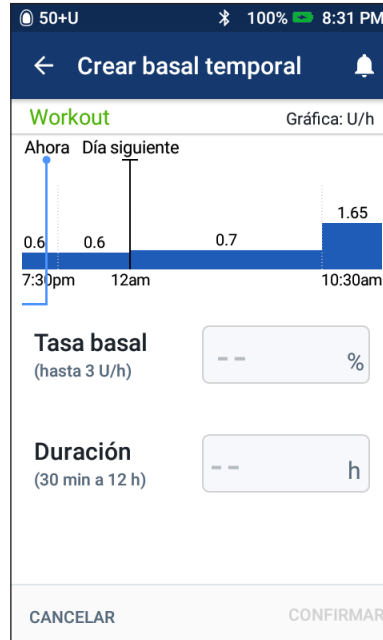 50+U 100% 8:31 PM
Crear basal temporal
Workout Gráfica: U/h
Ahora Día siguiente
1.65
0.6 0.6 0.7
7:30pm 12am 10:30am
Tasa basal
(hasta 3 U/h)
-- %
Duración
(30 min a 12 h)
-- h
CANCELAR CONFIRMAR